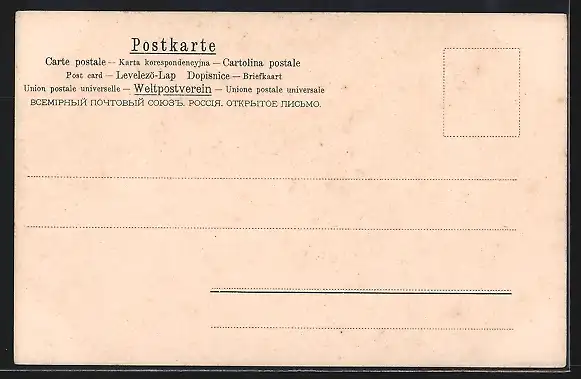 Postkarte
Carte postale — Karta korespondencyjna — Cartolina postale
Post card — Levelező-Lap Dopisnice — Briefkaart
Union postale universelle — Weltpostverein — Unione postale universale
ВСЕМІРНЫЙ ПОЧТОВЫЙ СОЮЗЪ. РОССІЯ. ОТКРЫТОЕ ПИСЬМО.